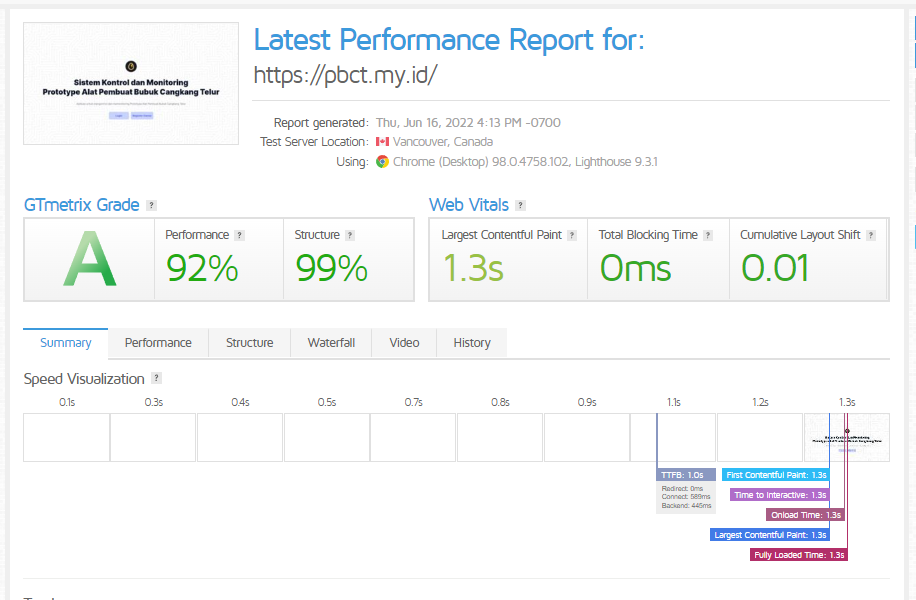 Latest Performance Report for:
https://pbct.my.id/
Sistem Kontrol dan Monitoring
Prototype Alat Pembuat Bubuk Cangkang Telur
Login
Report generated: Thu, Jun 16, 2022 4:13 PM -0700
Test Server Location: Vancouver, Canada
Using: Chrome (Desktop) 98.0.4758.102, Lighthouse 9.3.1
GTmetrix Grade ?
Web Vitals ?
A
Performance ?
92%
Structure ?
99%
Largest Contentful Paint ?
1.3s
Total Blocking Time ?
0ms
Cumulative Layout Shift ?
0.01
Summary Performance Structure Waterfall Video History
Speed Visualization ?
0.1s 0.3s 0.4s 0.5s 0.7s 0.8s 0.9s 1.1s 1.2s 1.3s
TTFB: 1.0s
Redirect: 0ms
Connect: 589ms
Backend: 445ms
First Contentful Paint: 1.3s
Time to Interactive: 1.3s
Onload Time: 1.3s
Largest Contentful Paint: 1.3s
Fully Loaded Time: 1.3s